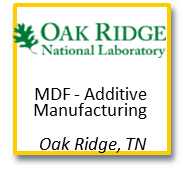 OAK RIDGE
National Laboratory
MDF - Additive
Manufacturing
Oak Ridge, TN